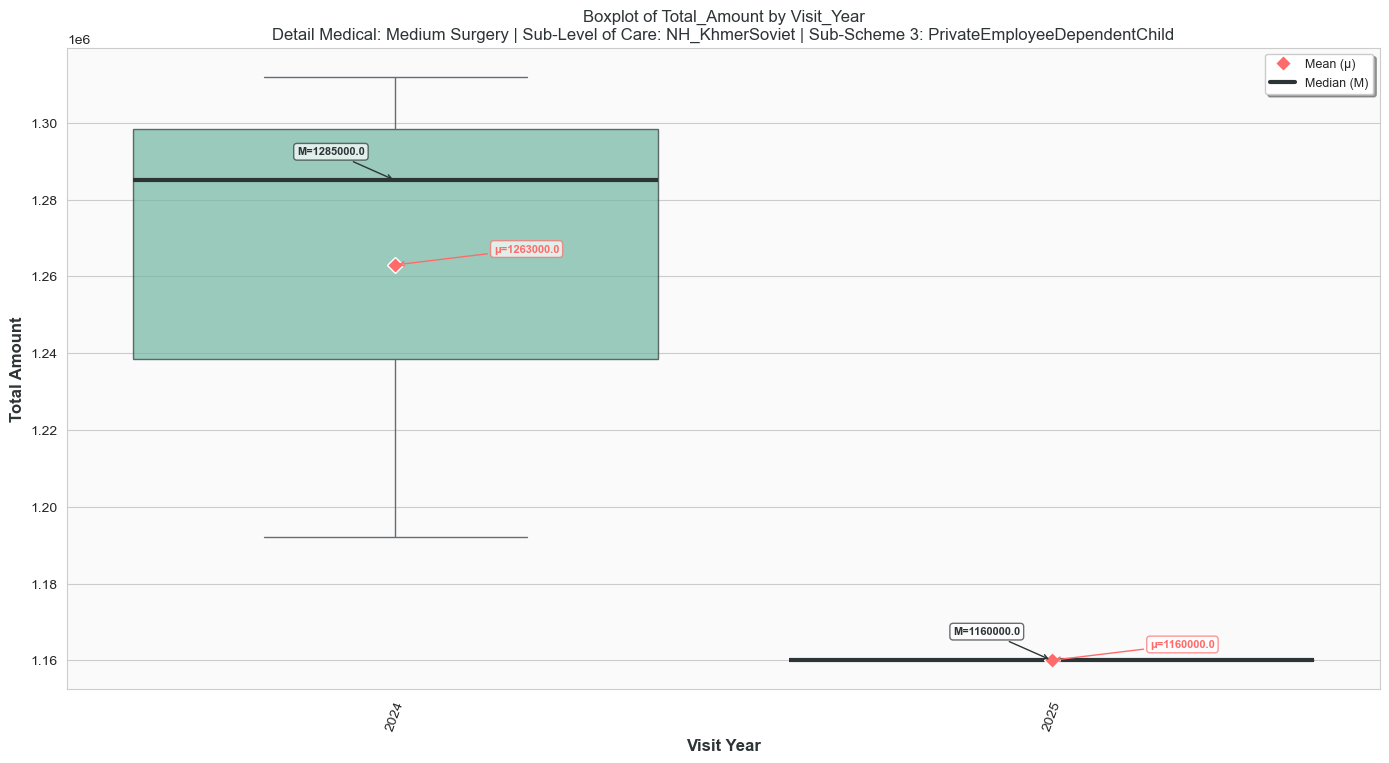 Boxplot of Total_Amount by Visit_Year
Detail Medical: Medium Surgery | Sub-Level of Care: NH_KhmerSoviet | Sub-Scheme 3: PrivateEmployeeDependentChild
1e6
Mean (μ)
Median (M)
1.30
1.28
1.26
1.24
1.22
1.20
1.18
1.16
Total Amount
M=1285000.0
μ=1263000.0
M=1160000.0
μ=1160000.0
2024
2025
Visit Year